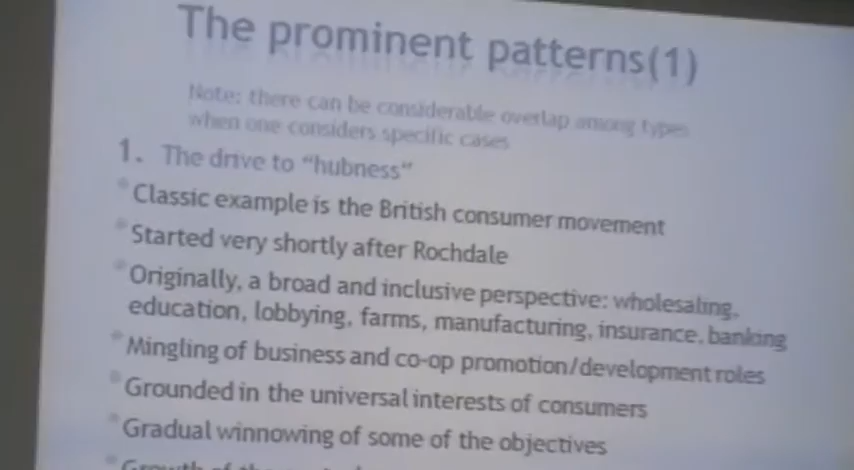 The prominent patterns(1)
Note: there can be considerable overlap among types
when one considers specific cases
1. The drive to "hubness"
* Classic example is the British consumer movement
* Started very shortly after Rochdale
* Originally, a broad and inclusive perspective: wholesaling,
education, lobbying, farms, manufacturing, insurance, banking
* Mingling of business and co-op promotion/development roles
* Grounded in the universal interests of consumers
* Gradual winnowing of some of the objectives
* Growth of